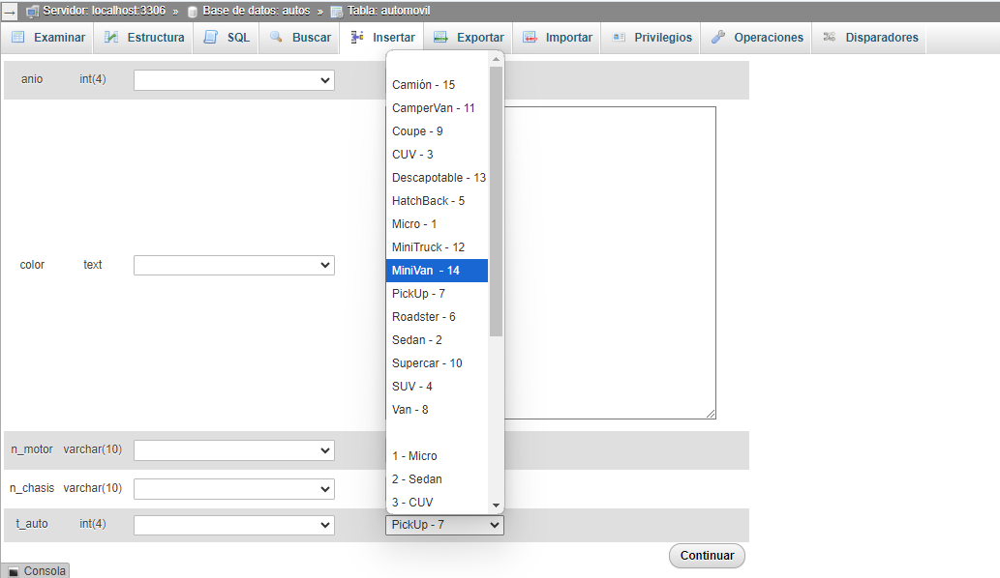 Servidor: localhost:3306 » Base de datos: autos » Tabla: automovil
Examinar Estructura SQL Buscar Insertar Exportar Importar Privilegios Operaciones Disparadores
anio int(4)
Camión - 15
CamperVan - 11
Coupe - 9
CUV - 3
Descapotable - 13
HatchBack - 5
Micro - 1
MiniTruck - 12
color text
MiniVan - 14
PickUp - 7
Roadster - 6
Sedan - 2
Supercar - 10
SUV - 4
Van - 8
n_motor varchar(10)
1 - Micro
2 - Sedan
n_chasis varchar(10)
3 - CUV
t_auto int(4) PickUp - 7
Continuar
Consola